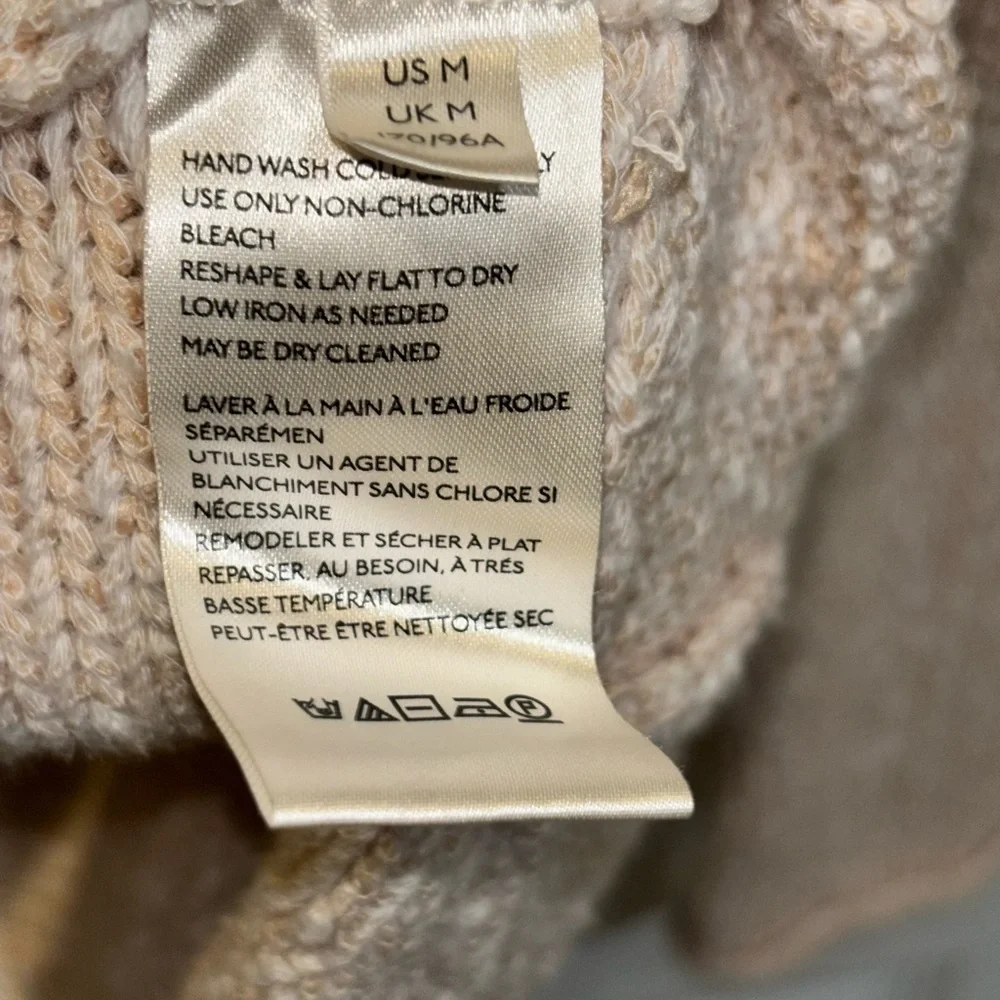 US M
UK M
170/96A
HAND WASH COLD
USE ONLY NON-CHLORINE
BLEACH
RESHAPE & LAY FLAT TO DRY
LOW IRON AS NEEDED
MAY BE DRY CLEANED
LAVER À LA MAIN À L'EAU FROIDE
SÉPARÉMEN
UTILISER UN AGENT DE
BLANCHIMENT SANS CHLORE SI
NÉCESSAIRE
REMODELER ET SÉCHER À PLAT
REPASSER, AU BESOIN, À TRÉS
BASSE TEMPÉRATURE
PEUT-ÊTRE ÊTRE NETTOYÉE SEC
P